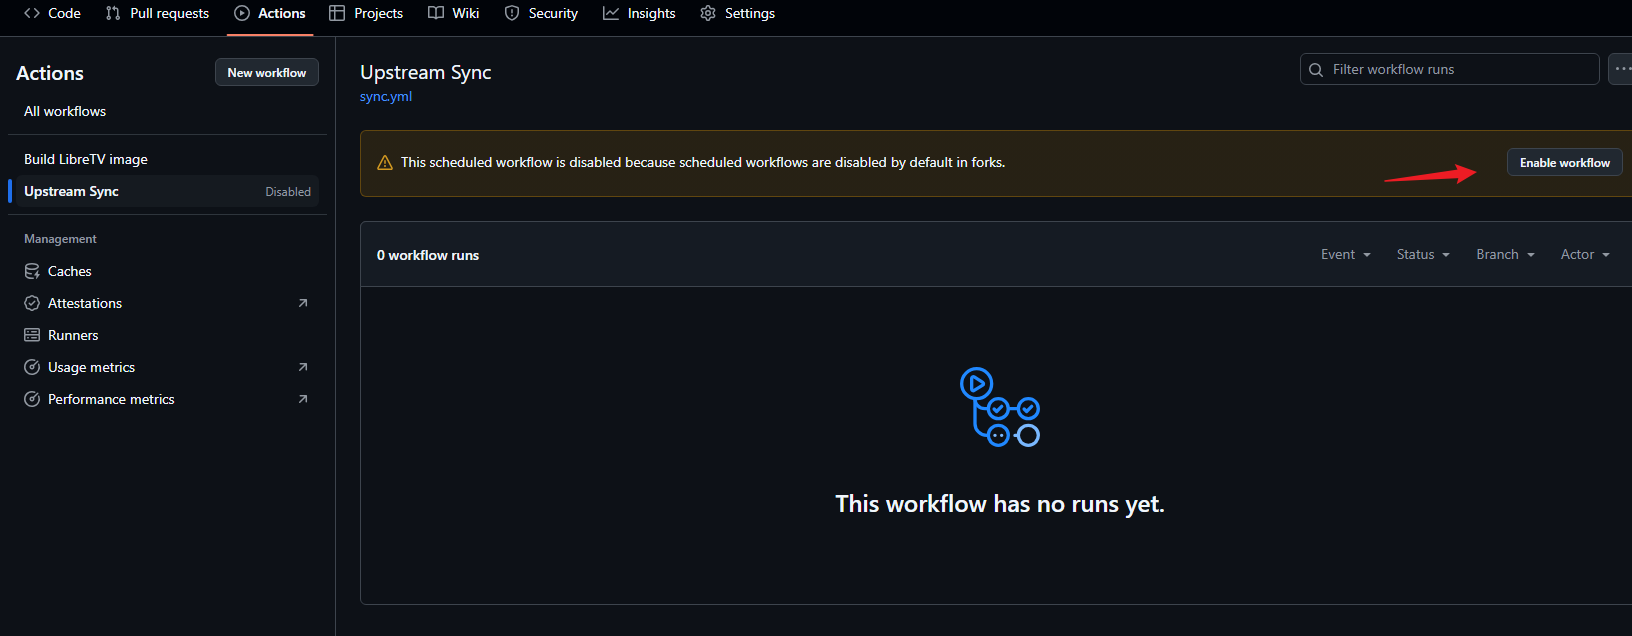 Code Pull requests Actions Projects Wiki Security Insights Settings
Actions
New workflow
All workflows
Build LibreTV image
Upstream Sync Disabled
Management
Caches
Attestations
Runners
Usage metrics
Performance metrics
Upstream Sync
sync.yml
Filter workflow runs
This scheduled workflow is disabled because scheduled workflows are disabled by default in forks.
Enable workflow
0 workflow runs
Event Status Branch Actor
This workflow has no runs yet.